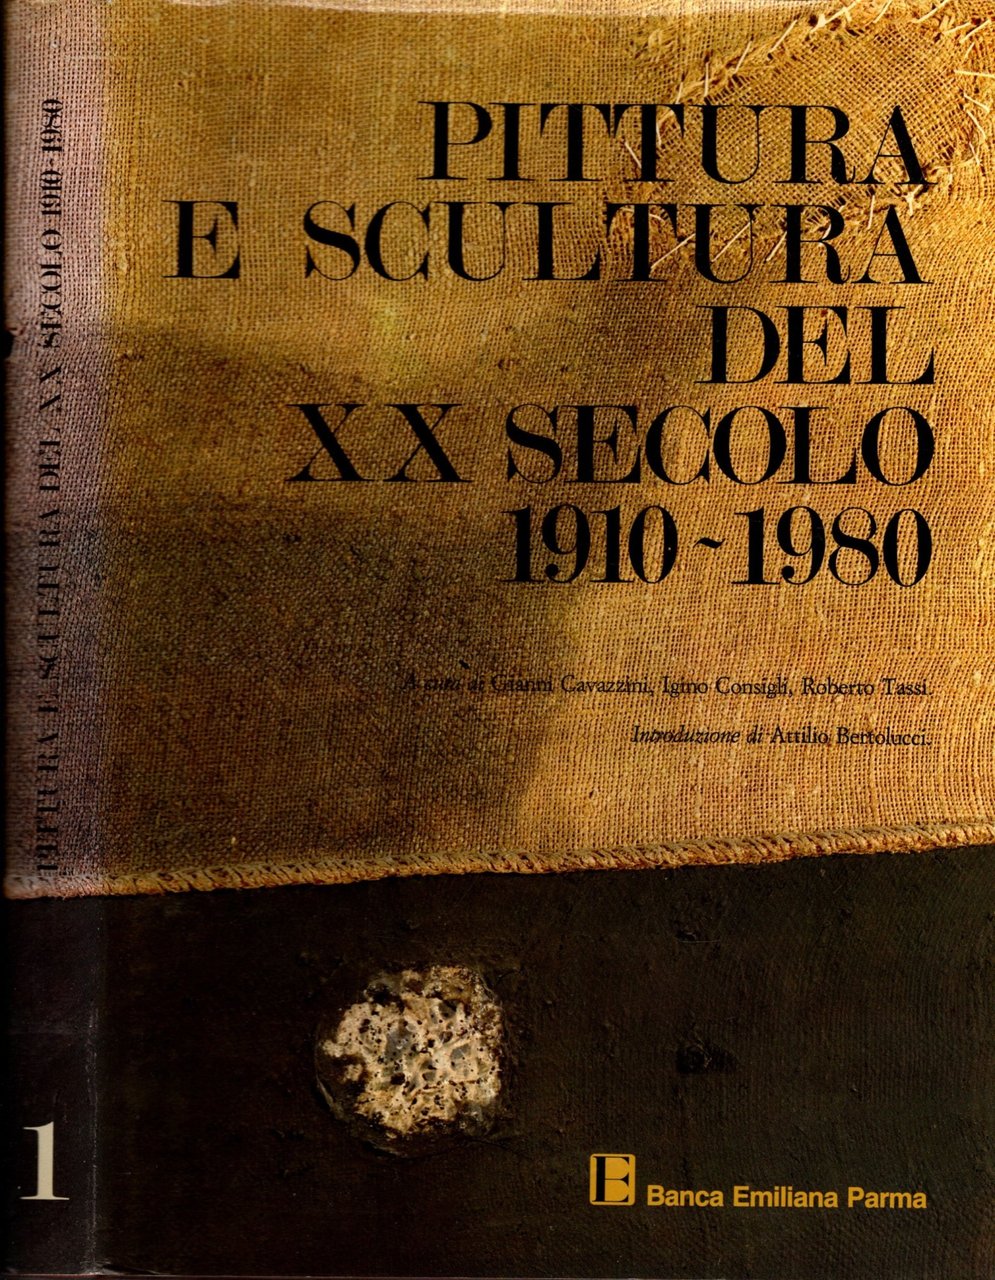 PITTURA E SCULTURA DEL XX SECOLO 1910-1980
1
PITTURA
E SCULTURA
DEL
XX SECOLO
1910~1980
A cura di Gianni Cavazzini, Igino Consigli, Roberto Tassi.
Introduzione di Attilio Bertolucci.
E Banca Emiliana Parma